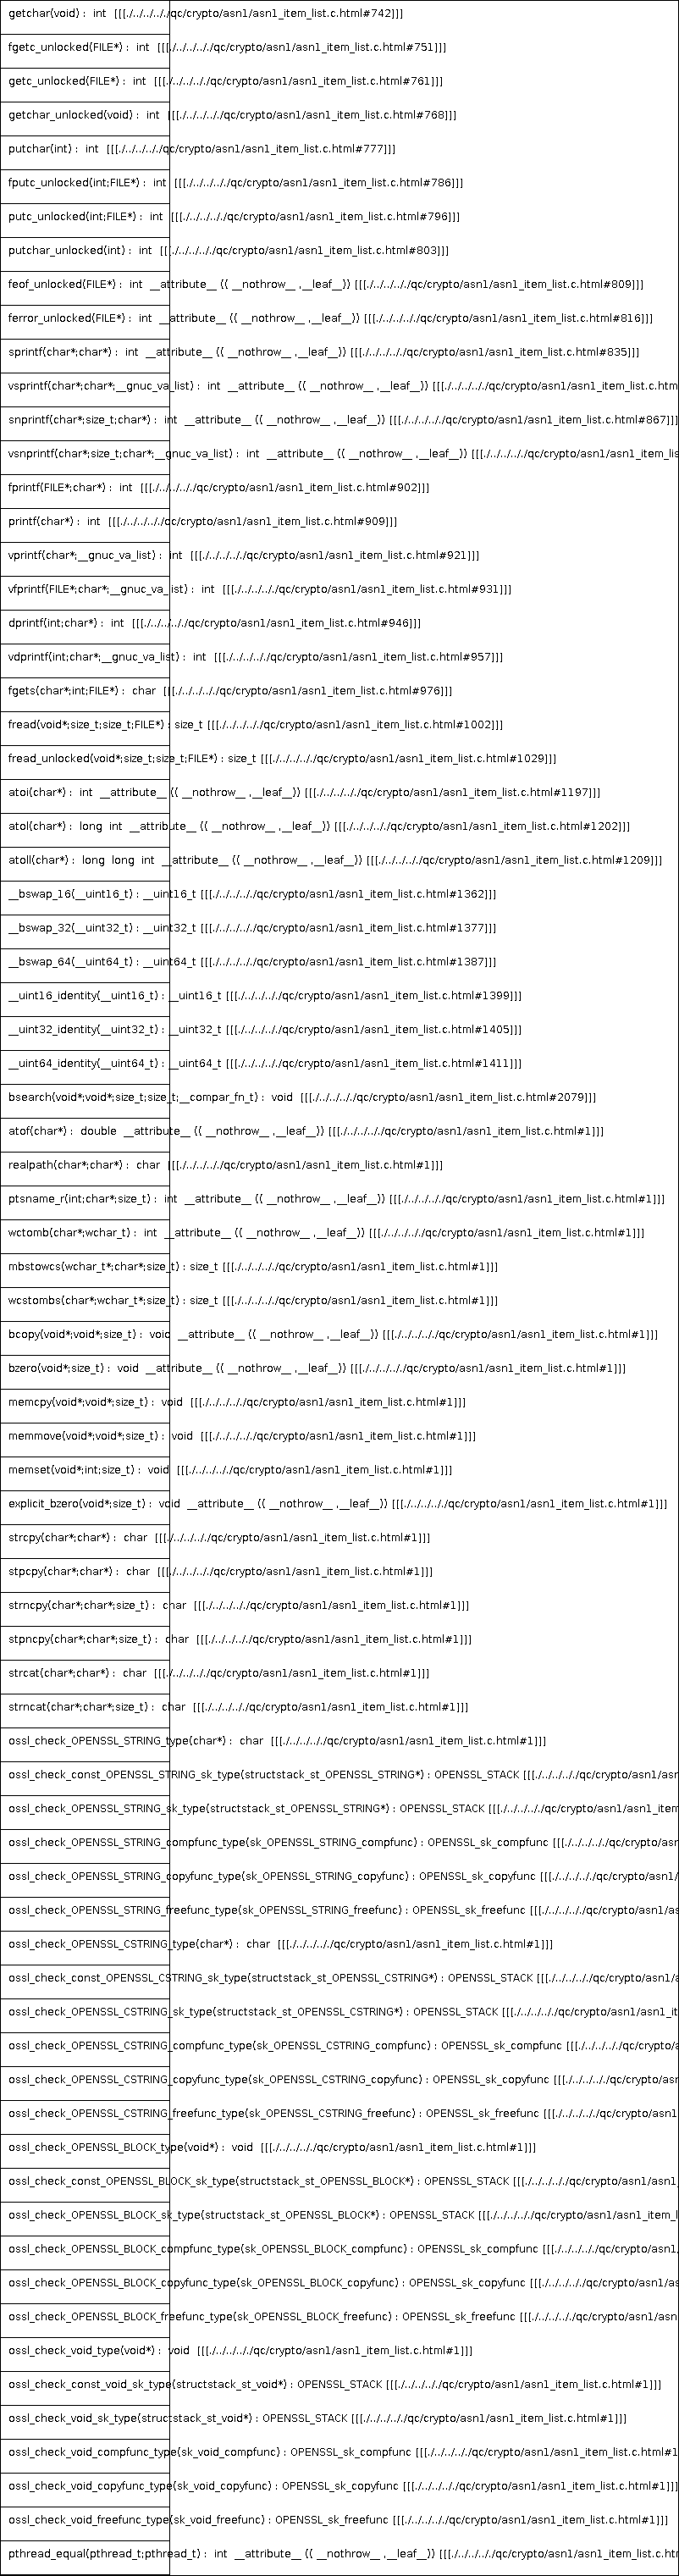 getchar(void) : int [[[./../../../qc/crypto/asn1/asn1_item_list.c.html#742]]]
fgetc_unlocked(FILE*) : int [[[./../../../qc/crypto/asn1/asn1_item_list.c.html#751]]]
getc_unlocked(FILE*) : int [[[./../../../qc/crypto/asn1/asn1_item_list.c.html#761]]]
getchar_unlocked(void) : int [[[./../../../qc/crypto/asn1/asn1_item_list.c.html#768]]]
putchar(int) : int [[[./../../../qc/crypto/asn1/asn1_item_list.c.html#777]]]
fputc_unlocked(int;FILE*) : int [[[./../../../qc/crypto/asn1/asn1_item_list.c.html#786]]]
putc_unlocked(int;FILE*) : int [[[./../../../qc/crypto/asn1/asn1_item_list.c.html#796]]]
putchar_unlocked(int) : int [[[./../../../qc/crypto/asn1/asn1_item_list.c.html#803]]]
feof_unlocked(FILE*) : int __attribute__ (( __nothrow__ ,__leaf__)) [[[./../../../qc/crypto/asn1/asn1_item_list.c.html#809]]]
ferror_unlocked(FILE*) : int __attribute__ (( __nothrow__ ,__leaf__)) [[[./../../../qc/crypto/asn1/asn1_item_list.c.html#816]]]
sprintf(char*;char*) : int __attribute__ (( __nothrow__ ,__leaf__)) [[[./../../../qc/crypto/asn1/asn1_item_list.c.html#835]]]
vsprintf(char*;char*;__gnuc_va_list) : int __attribute__ (( __nothrow__ ,__leaf__)) [[[./../../../qc/crypto/asn1/asn1_item_list.c.htm
snprintf(char*;size_t;char*) : int __attribute__ (( __nothrow__ ,__leaf__)) [[[./../../../qc/crypto/asn1/asn1_item_list.c.html#867]]]
vsnprintf(char*;size_t;char*;__gnuc_va_list) : int __attribute__ (( __nothrow__ ,__leaf__)) [[[./../../../qc/crypto/asn1/asn1_item_lis
fprintf(FILE*;char*) : int [[[./../../../qc/crypto/asn1/asn1_item_list.c.html#902]]]
printf(char*) : int [[[./../../../qc/crypto/asn1/asn1_item_list.c.html#909]]]
vprintf(char*;__gnuc_va_list) : int [[[./../../../qc/crypto/asn1/asn1_item_list.c.html#921]]]
vfprintf(FILE*;char*;__gnuc_va_list) : int [[[./../../../qc/crypto/asn1/asn1_item_list.c.html#931]]]
dprintf(int;char*) : int [[[./../../../qc/crypto/asn1/asn1_item_list.c.html#946]]]
vdprintf(int;char*;__gnuc_va_list) : int [[[./../../../qc/crypto/asn1/asn1_item_list.c.html#957]]]
fgets(char*;int;FILE*) : char [[[./../../../qc/crypto/asn1/asn1_item_list.c.html#976]]]
fread(void*;size_t;size_t;FILE*) : size_t [[[./../../../qc/crypto/asn1/asn1_item_list.c.html#1002]]]
fread_unlocked(void*;size_t;size_t;FILE*) : size_t [[[./../../../qc/crypto/asn1/asn1_item_list.c.html#1029]]]
atoi(char*) : int __attribute__ (( __nothrow__ ,__leaf__)) [[[./../../../qc/crypto/asn1/asn1_item_list.c.html#1197]]]
atol(char*) : long int __attribute__ (( __nothrow__ ,__leaf__)) [[[./../../../qc/crypto/asn1/asn1_item_list.c.html#1202]]]
atoll(char*) : long long int __attribute__ (( __nothrow__ ,__leaf__)) [[[./../../../qc/crypto/asn1/asn1_item_list.c.html#1209]]]
__bswap_16(__uint16_t) : __uint16_t [[[./../../../qc/crypto/asn1/asn1_item_list.c.html#1362]]]
__bswap_32(__uint32_t) : __uint32_t [[[./../../../qc/crypto/asn1/asn1_item_list.c.html#1377]]]
__bswap_64(__uint64_t) : __uint64_t [[[./../../../qc/crypto/asn1/asn1_item_list.c.html#1387]]]
__uint16_identity(__uint16_t) : __uint16_t [[[./../../../qc/crypto/asn1/asn1_item_list.c.html#1399]]]
__uint32_identity(__uint32_t) : __uint32_t [[[./../../../qc/crypto/asn1/asn1_item_list.c.html#1405]]]
__uint64_identity(__uint64_t) : __uint64_t [[[./../../../qc/crypto/asn1/asn1_item_list.c.html#1411]]]
bsearch(void*;void*;size_t;size_t;__compar_fn_t) : void [[[./../../../qc/crypto/asn1/asn1_item_list.c.html#2079]]]
atof(char*) : double __attribute__ (( __nothrow__ ,__leaf__)) [[[./../../../qc/crypto/asn1/asn1_item_list.c.html#1]]]
realpath(char*;char*) : char [[[./../../../qc/crypto/asn1/asn1_item_list.c.html#1]]]
ptsname_r(int;char*;size_t) : int __attribute__ (( __nothrow__ ,__leaf__)) [[[./../../../qc/crypto/asn1/asn1_item_list.c.html#1]]]
wctomb(char*;wchar_t) : int __attribute__ (( __nothrow__ ,__leaf__)) [[[./../../../qc/crypto/asn1/asn1_item_list.c.html#1]]]
mbstowcs(wchar_t*;char*;size_t) : size_t [[[./../../../qc/crypto/asn1/asn1_item_list.c.html#1]]]
wcstombs(char*;wchar_t*;size_t) : size_t [[[./../../../qc/crypto/asn1/asn1_item_list.c.html#1]]]
bcopy(void*;void*;size_t) : void __attribute__ (( __nothrow__ ,__leaf__)) [[[./../../../qc/crypto/asn1/asn1_item_list.c.html#1]]]
bzero(void*;size_t) : void __attribute__ (( __nothrow__ ,__leaf__)) [[[./../../../qc/crypto/asn1/asn1_item_list.c.html#1]]]
memcpy(void*;void*;size_t) : void [[[./../../../qc/crypto/asn1/asn1_item_list.c.html#1]]]
memmove(void*;void*;size_t) : void [[[./../../../qc/crypto/asn1/asn1_item_list.c.html#1]]]
memset(void*;int;size_t) : void [[[./../../../qc/crypto/asn1/asn1_item_list.c.html#1]]]
explicit_bzero(void*;size_t) : void __attribute__ (( __nothrow__ ,__leaf__)) [[[./../../../qc/crypto/asn1/asn1_item_list.c.html#1]]]
strcpy(char*;char*) : char [[[./../../../qc/crypto/asn1/asn1_item_list.c.html#1]]]
stpcpy(char*;char*) : char [[[./../../../qc/crypto/asn1/asn1_item_list.c.html#1]]]
strncpy(char*;char*;size_t) : char [[[./../../../qc/crypto/asn1/asn1_item_list.c.html#1]]]
stpncpy(char*;char*;size_t) : char [[[./../../../qc/crypto/asn1/asn1_item_list.c.html#1]]]
strcat(char*;char*) : char [[[./../../../qc/crypto/asn1/asn1_item_list.c.html#1]]]
strncat(char*;char*;size_t) : char [[[./../../../qc/crypto/asn1/asn1_item_list.c.html#1]]]
ossl_check_OPENSSL_STRING_type(char*) : char [[[./../../../qc/crypto/asn1/asn1_item_list.c.html#1]]]
ossl_check_const_OPENSSL_STRING_sk_type(structstack_st_OPENSSL_STRING*) : OPENSSL_STACK [[[./../../../qc/crypto/asn1/asn
ossl_check_OPENSSL_STRING_sk_type(structstack_st_OPENSSL_STRING*) : OPENSSL_STACK [[[./../../../qc/crypto/asn1/asn1_item
ossl_check_OPENSSL_STRING_compfunc_type(sk_OPENSSL_STRING_compfunc) : OPENSSL_sk_compfunc [[[./../../../qc/crypto/asn
ossl_check_OPENSSL_STRING_copyfunc_type(sk_OPENSSL_STRING_copyfunc) : OPENSSL_sk_copyfunc [[[./../../../qc/crypto/asn1/
ossl_check_OPENSSL_STRING_freefunc_type(sk_OPENSSL_STRING_freefunc) : OPENSSL_sk_freefunc [[[./../../../qc/crypto/asn1/as
ossl_check_OPENSSL_CSTRING_type(char*) : char [[[./../../../qc/crypto/asn1/asn1_item_list.c.html#1]]]
ossl_check_const_OPENSSL_CSTRING_sk_type(structstack_st_OPENSSL_CSTRING*) : OPENSSL_STACK [[[./../../../qc/crypto/asn1/a
ossl_check_OPENSSL_CSTRING_sk_type(structstack_st_OPENSSL_CSTRING*) : OPENSSL_STACK [[[./../../../qc/crypto/asn1/asn1_it
ossl_check_OPENSSL_CSTRING_compfunc_type(sk_OPENSSL_CSTRING_compfunc) : OPENSSL_sk_compfunc [[[./../../../qc/crypto/a
ossl_check_OPENSSL_CSTRING_copyfunc_type(sk_OPENSSL_CSTRING_copyfunc) : OPENSSL_sk_copyfunc [[[./../../../qc/crypto/asn
ossl_check_OPENSSL_CSTRING_freefunc_type(sk_OPENSSL_CSTRING_freefunc) : OPENSSL_sk_freefunc [[[./../../../qc/crypto/asn1
ossl_check_OPENSSL_BLOCK_type(void*) : void [[[./../../../qc/crypto/asn1/asn1_item_list.c.html#1]]]
ossl_check_const_OPENSSL_BLOCK_sk_type(structstack_st_OPENSSL_BLOCK*) : OPENSSL_STACK [[[./../../../qc/crypto/asn1/asn1_
ossl_check_OPENSSL_BLOCK_sk_type(structstack_st_OPENSSL_BLOCK*) : OPENSSL_STACK [[[./../../../qc/crypto/asn1/asn1_item_l
ossl_check_OPENSSL_BLOCK_compfunc_type(sk_OPENSSL_BLOCK_compfunc) : OPENSSL_sk_compfunc [[[./../../../qc/crypto/asn1,
ossl_check_OPENSSL_BLOCK_copyfunc_type(sk_OPENSSL_BLOCK_copyfunc) : OPENSSL_sk_copyfunc [[[./../../../qc/crypto/asn1/as
ossl_check_OPENSSL_BLOCK_freefunc_type(sk_OPENSSL_BLOCK_freefunc) : OPENSSL_sk_freefunc [[[./../../../qc/crypto/asn1/asn
ossl_check_void_type(void*) : void [[[./../../../qc/crypto/asn1/asn1_item_list.c.html#1]]]
ossl_check_const_void_sk_type(structstack_st_void*) : OPENSSL_STACK [[[./../../../qc/crypto/asn1/asn1_item_list.c.html#1]]]
ossl_check_void_sk_type(structstack_st_void*) : OPENSSL_STACK [[[./../../../qc/crypto/asn1/asn1_item_list.c.html#1]]]
ossl_check_void_compfunc_type(sk_void_compfunc) : OPENSSL_sk_compfunc [[[./../../../qc/crypto/asn1/asn1_item_list.c.html#1
ossl_check_void_copyfunc_type(sk_void_copyfunc) : OPENSSL_sk_copyfunc [[[./../../../qc/crypto/asn1/asn1_item_list.c.html#1]]]
ossl_check_void_freefunc_type(sk_void_freefunc) : OPENSSL_sk_freefunc [[[./../../../qc/crypto/asn1/asn1_item_list.c.html#1]]]
pthread_equal(pthread_t;pthread_t) : int __attribute__ (( __nothrow__ ,__leaf__)) [[[./../../../qc/crypto/asn1/asn1_item_list.c.htm